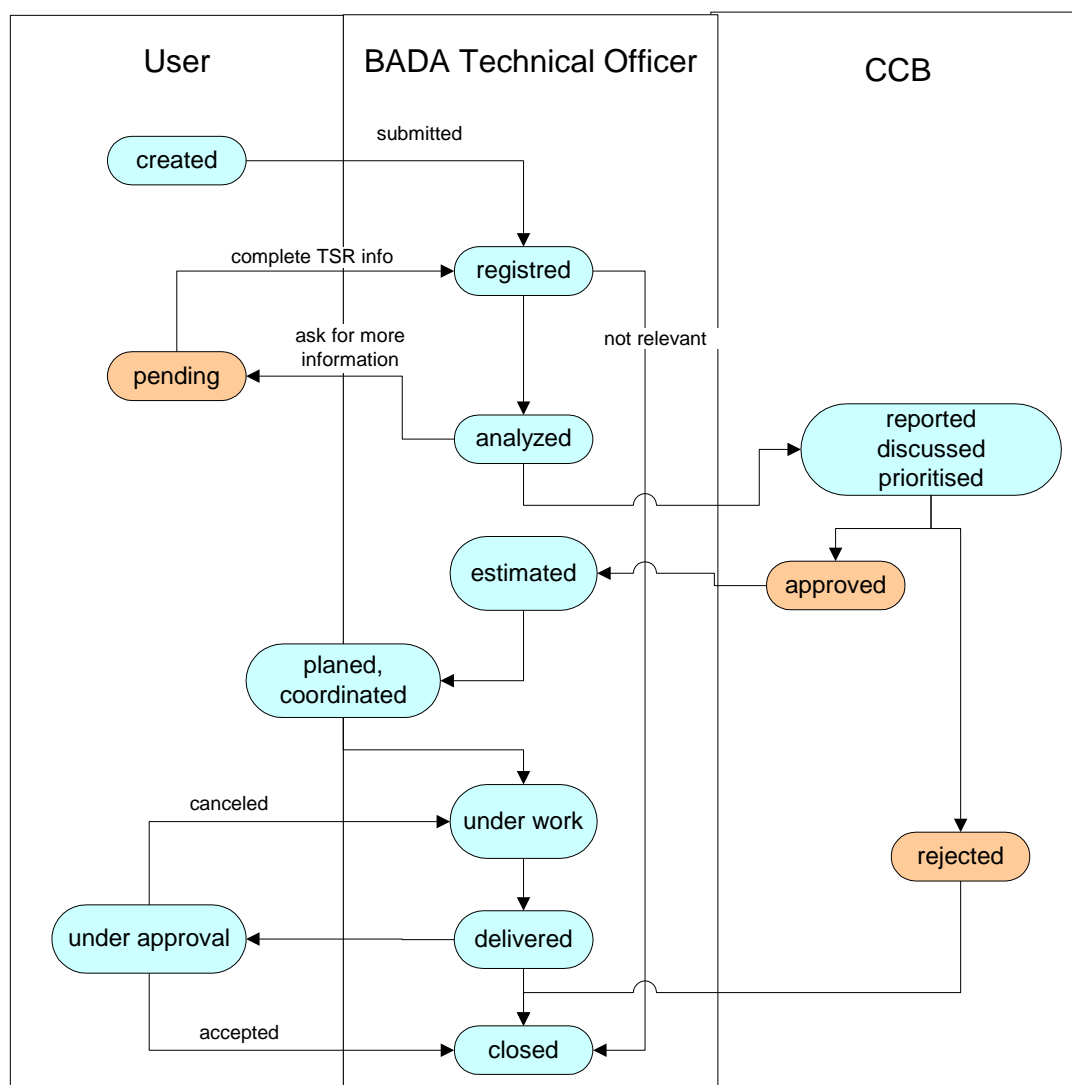 User
BADA Technical Officer
CCB
submitted
created
complete TSR info
registred
ask for more
information
not relevant
pending
analyzed
reported
discussed
prioritised
estimated
approved
planed,
coordinated
canceled
under work
rejected
under approval
delivered
accepted
closed